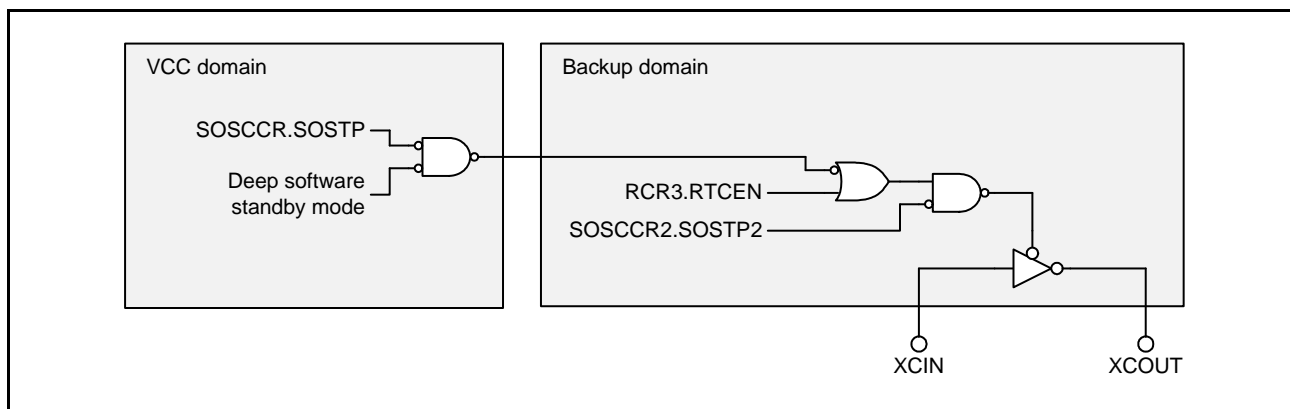 VCC domain
Backup domain
SOSCCR.SOSTP
Deep software
standby mode
RCR3.RTCEN
SOSCCR2.SOSTP2
XCIN
XCOUT